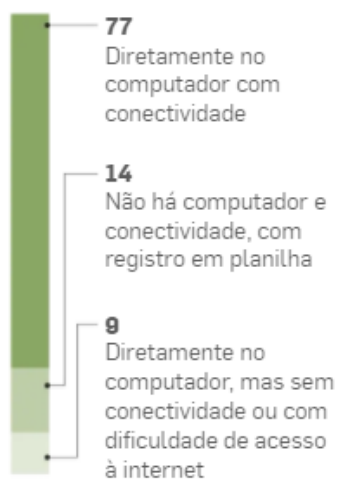 77
Diretamente no
computador com
conectividade
14
Não há computador e
conectividade, com
registro em planilha
9
Diretamente no
computador, mas sem
conectividade ou com
dificuldade de acesso
à internet